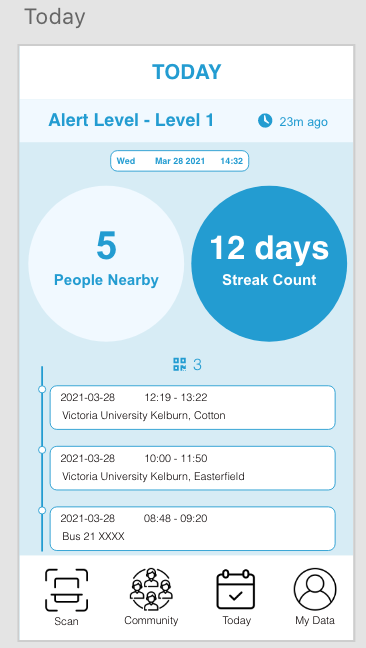 Today
TODAY
Alert Level - Level 1 23m ago
Wed Mar 28 2021 14:32
5 12 days
People Nearby Streak Count
3
2021-03-28 12:19 - 13:22
Victoria University Kelburn, Cotton
2021-03-28 10:00 - 11:50
Victoria University Kelburn, Easterfield
2021-03-28 08:48 - 09:20
Bus 21 XXXX
Scan Community Today My Data